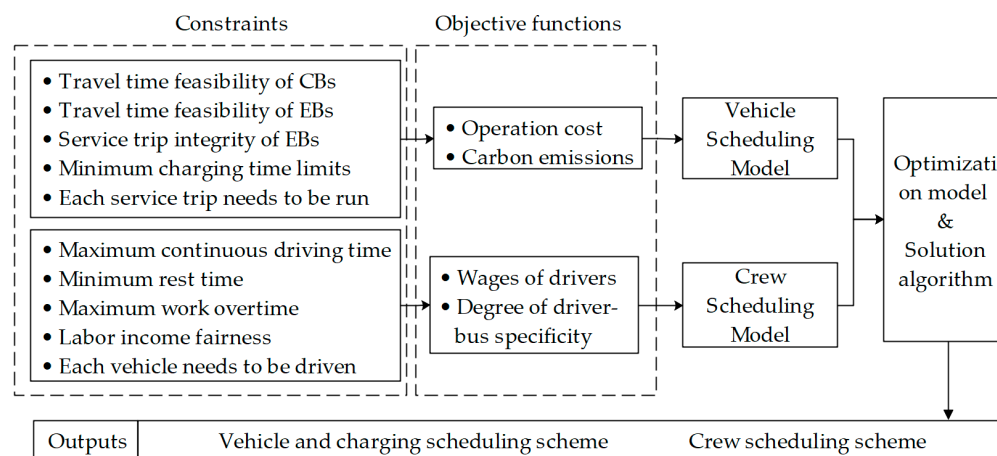 Constraints
Objective functions
• Travel time feasibility of CBs
• Travel time feasibility of EBs
• Service trip integrity of EBs
• Minimum charging time limits
• Each service trip needs to be run
• Operation cost
• Carbon emissions
Vehicle
Scheduling
Model
• Maximum continuous driving time
• Minimum rest time
• Maximum work overtime
• Labor income fairness
• Each vehicle needs to be driven
• Wages of drivers
• Degree of driver-
bus specificity
Crew
Scheduling
Model
Optimizati
on model
&
Solution
algorithm
Outputs
Vehicle and charging scheduling scheme
Crew scheduling scheme